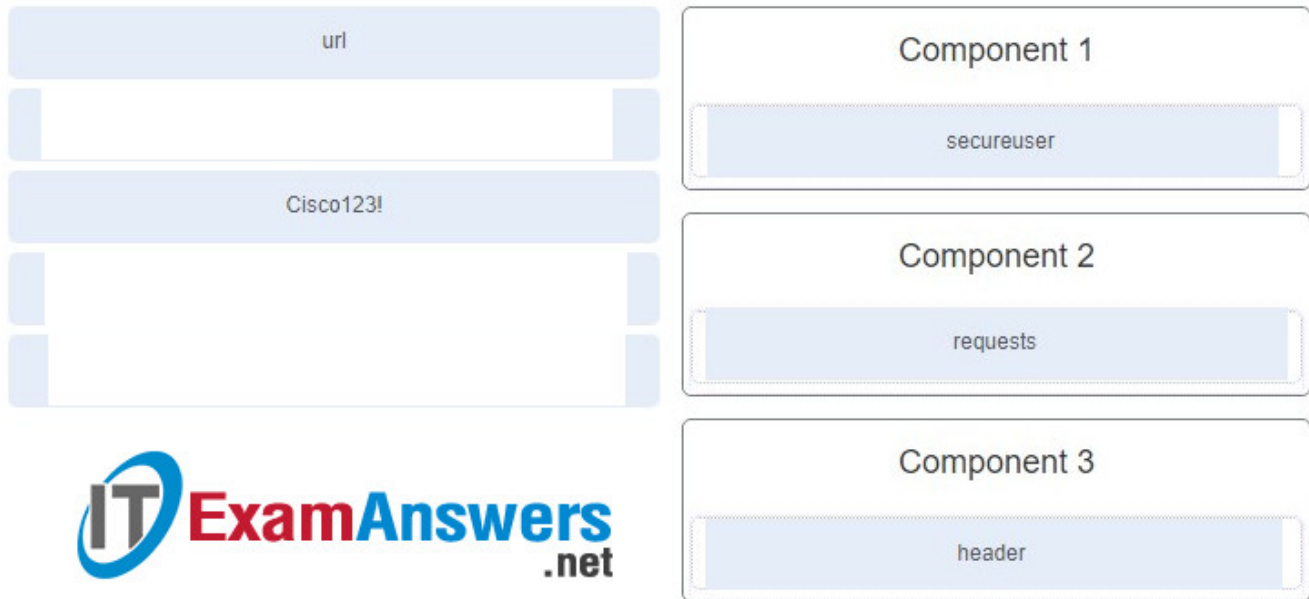 url
Cisco123!
Component 1
secureuser
Component 2
requests
Component 3
header
ITExamAnswers
.net